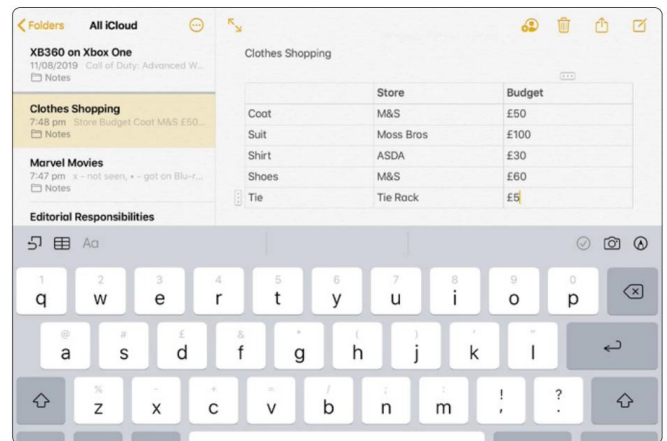 Folders All iCloud
XB360 on Xbox One
11/08/2019 Call of Duty: Advanced W...
Notes
Clothes Shopping
7:48 pm Store Budget Coat M&S £50...
Notes
Marvel Movies
7:47 pm x - not seen, • - got on Blu-r...
Notes
Editorial Responsibilities
Clothes Shopping
Store Budget
Coat M&S £50
Suit Moss Bros £100
Shirt ASDA £30
Shoes M&S £60
Tie Tie Rack £5
Aa
1 2 3 4 5 6 7 8 9 0
q w e r t y u i o p
@ # £ & * ( ) ' "
a s d f g h j k l
% - + = / ; : ! ?
z x c v b n m , .